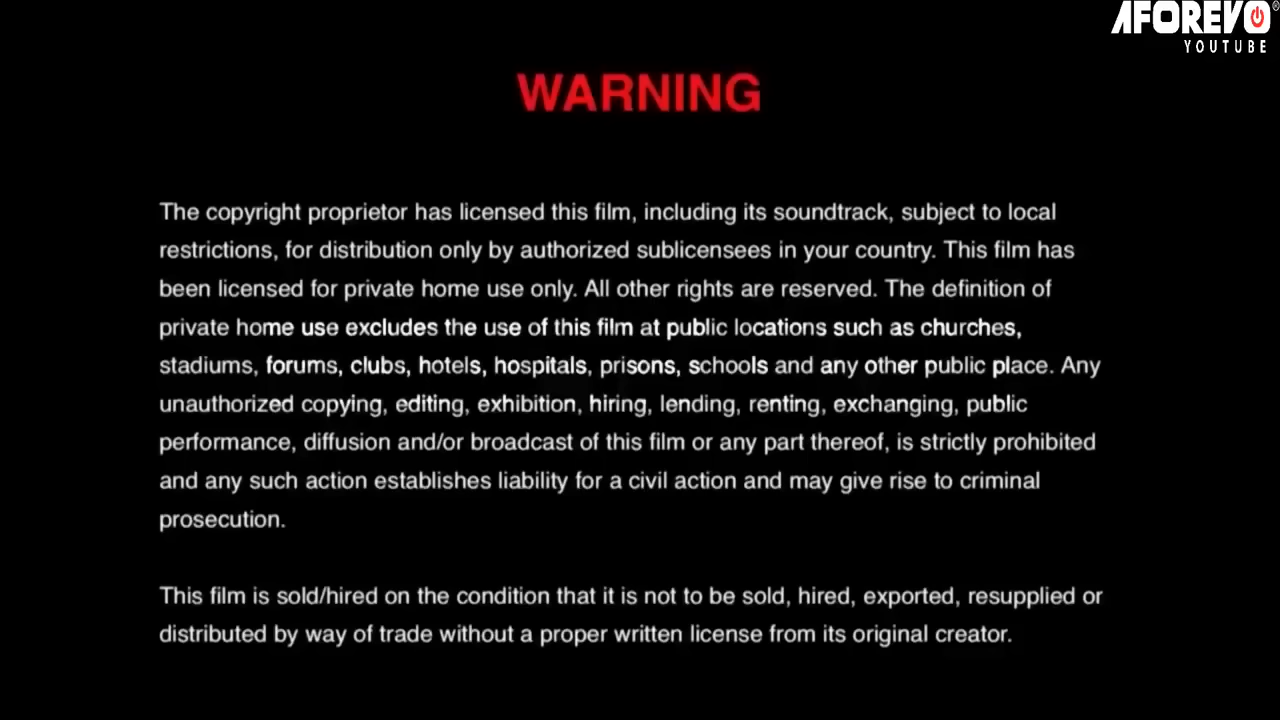 AFOREVO®
YOUTUBE
WARNING
The copyright proprietor has licensed this film, including its soundtrack, subject to local
restrictions, for distribution only by authorized sublicensees in your country. This film has
been licensed for private home use only. All other rights are reserved. The definition of
private home use excludes the use of this film at public locations such as churches,
stadiums, forums, clubs, hotels, hospitals, prisons, schools and any other public place. Any
unauthorized copying, editing, exhibition, hiring, lending, renting, exchanging, public
performance, diffusion and/or broadcast of this film or any part thereof, is strictly prohibited
and any such action establishes liability for a civil action and may give rise to criminal
prosecution.
This film is sold/hired on the condition that it is not to be sold, hired, exported, resupplied or
distributed by way of trade without a proper written license from its original creator.